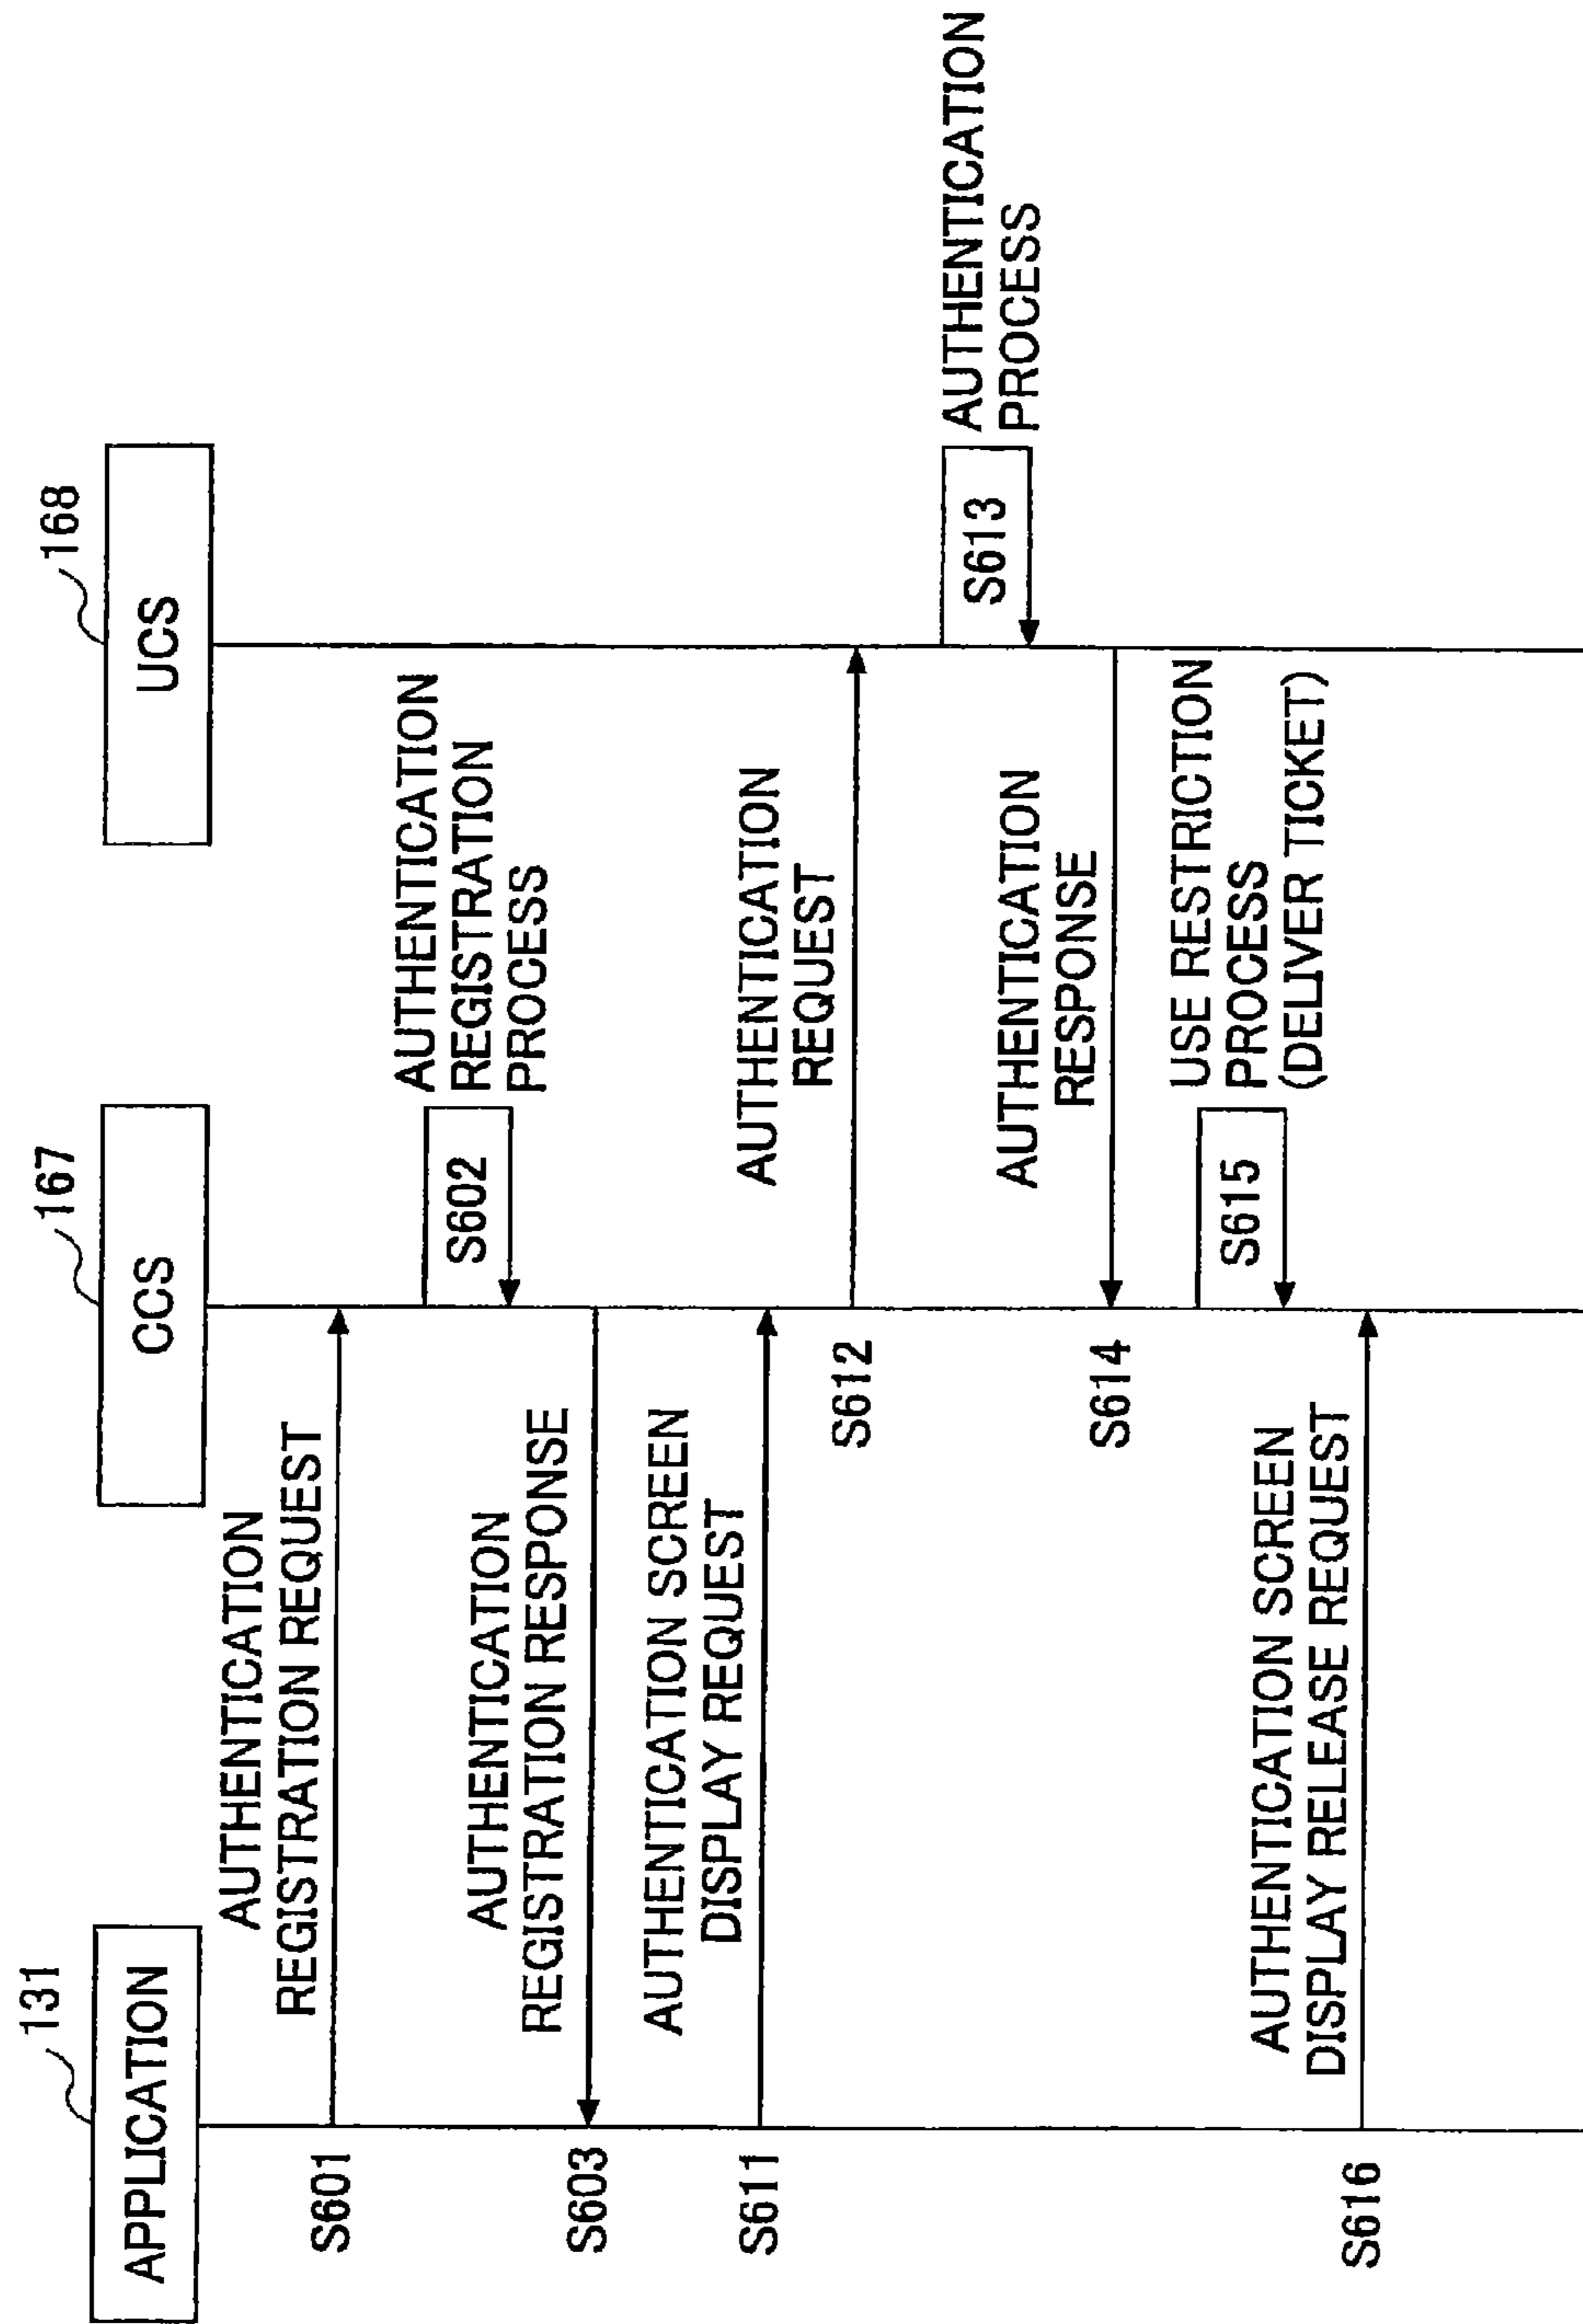 131
APPLICATION
167
CCS
168
UCS
S601
AUTHENTICATION
REGISTRATION REQUEST
S602
AUTHENTICATION
REGISTRATION
PROCESS
S603
AUTHENTICATION
REGISTRATION RESPONSE
S611
AUTHENTICATION SCREEN
DISPLAY REQUEST
S612
AUTHENTICATION
REQUEST
S613
AUTHENTICATION
PROCESS
S614
AUTHENTICATION
RESPONSE
S615
USE RESTRICTION
PROCESS
(DELIVER TICKET)
S616
AUTHENTICATION SCREEN
DISPLAY RELEASE REQUEST